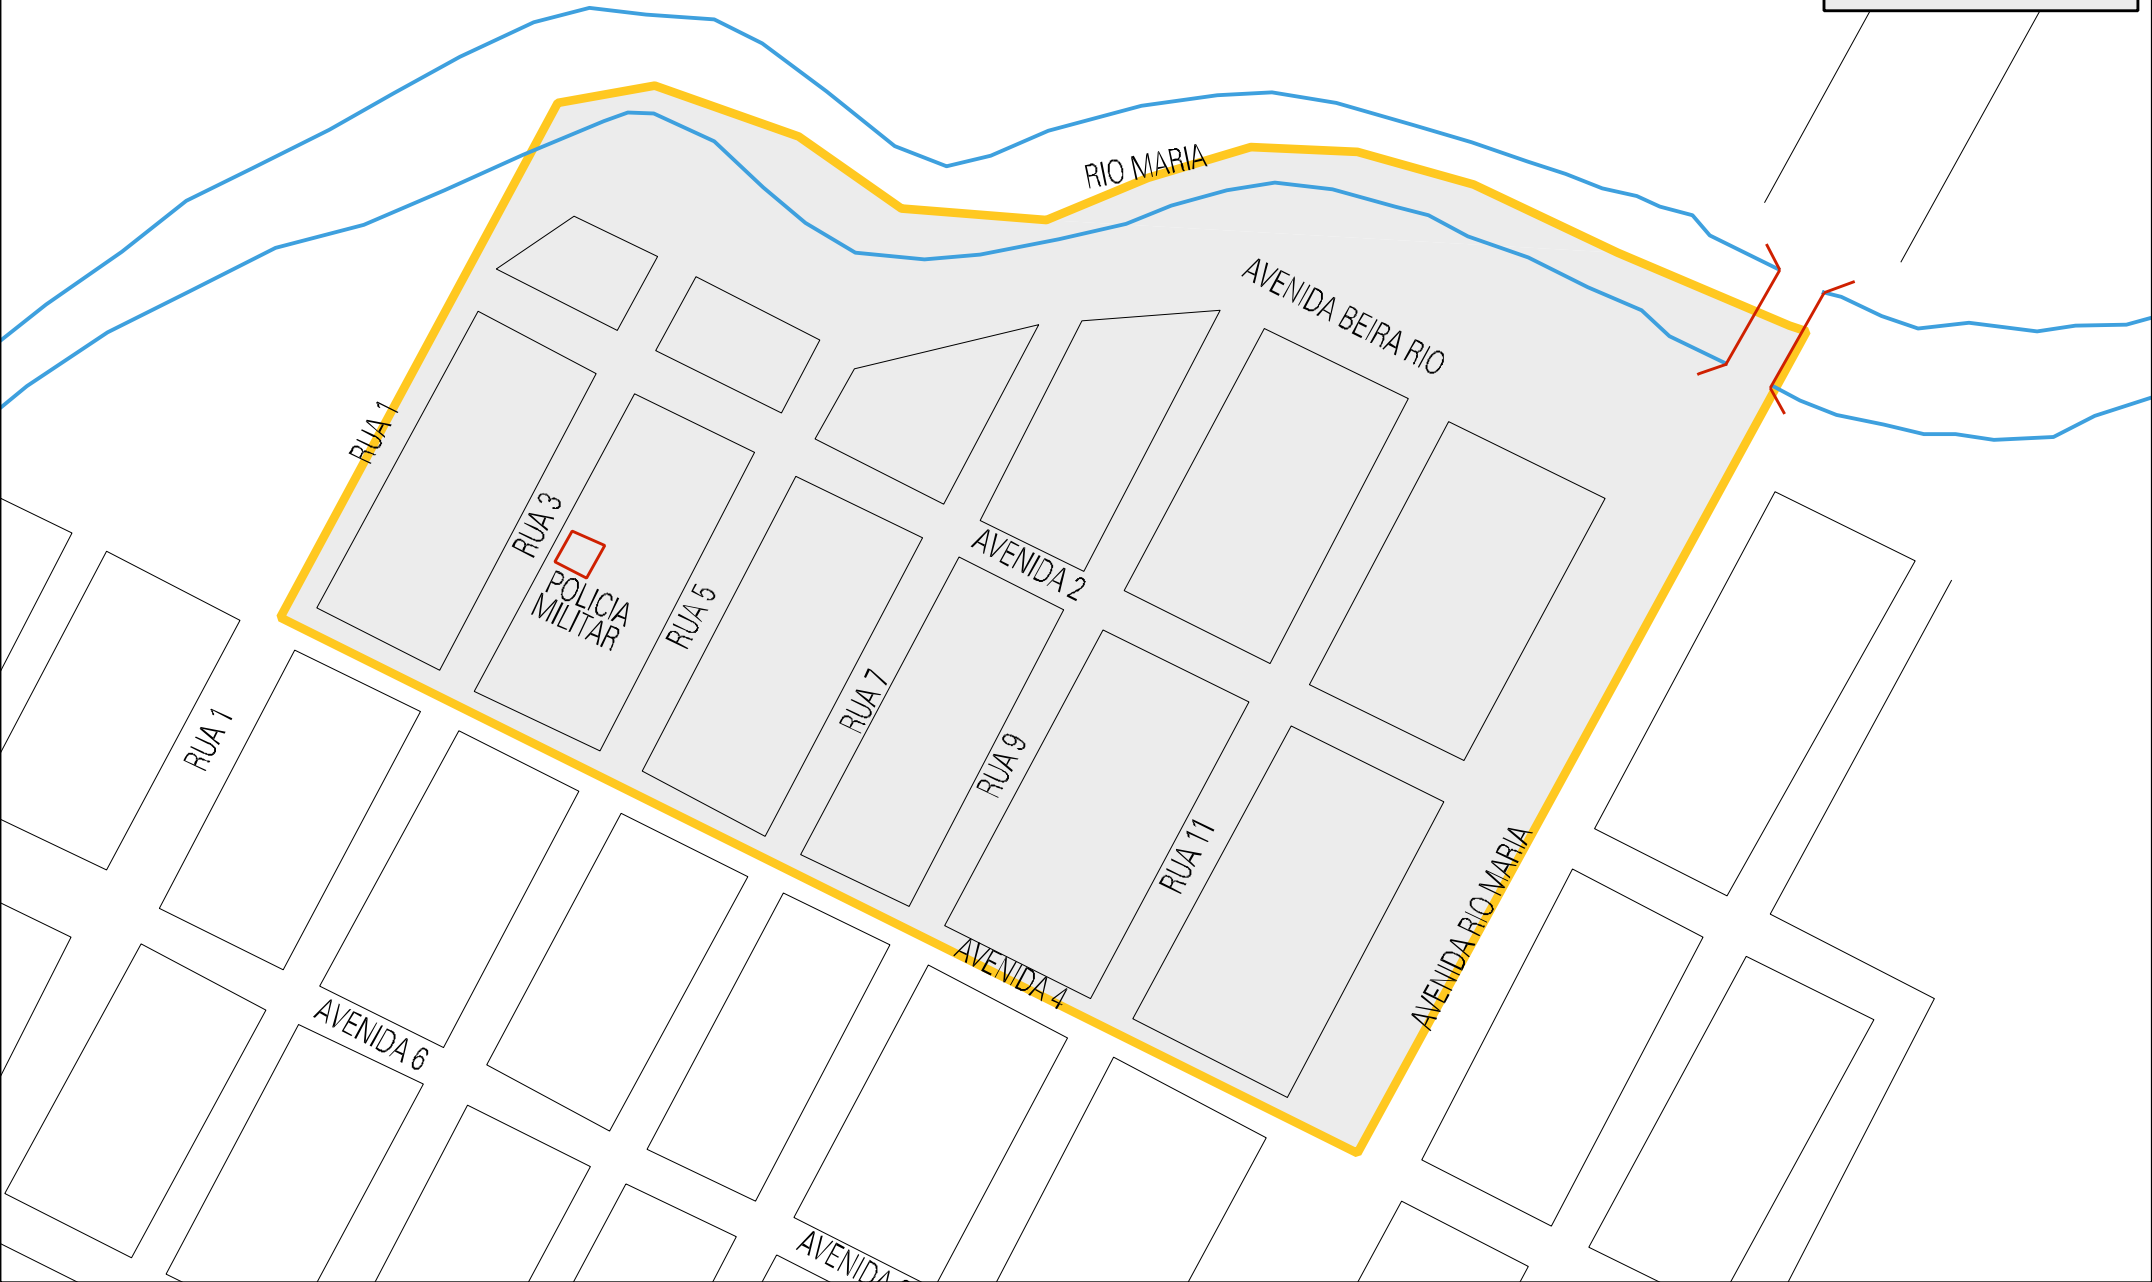 RIO MARIA
AVENIDA BEIRA RIO
RUA 1
RUA 3
POLICIA
MILITAR
RUA 5
AVENIDA 2
RUA 7
RUA 1
RUA 9
RUA 11
AVENIDA RIO MARIA
AVENIDA 4
AVENIDA 6
AVENIDA